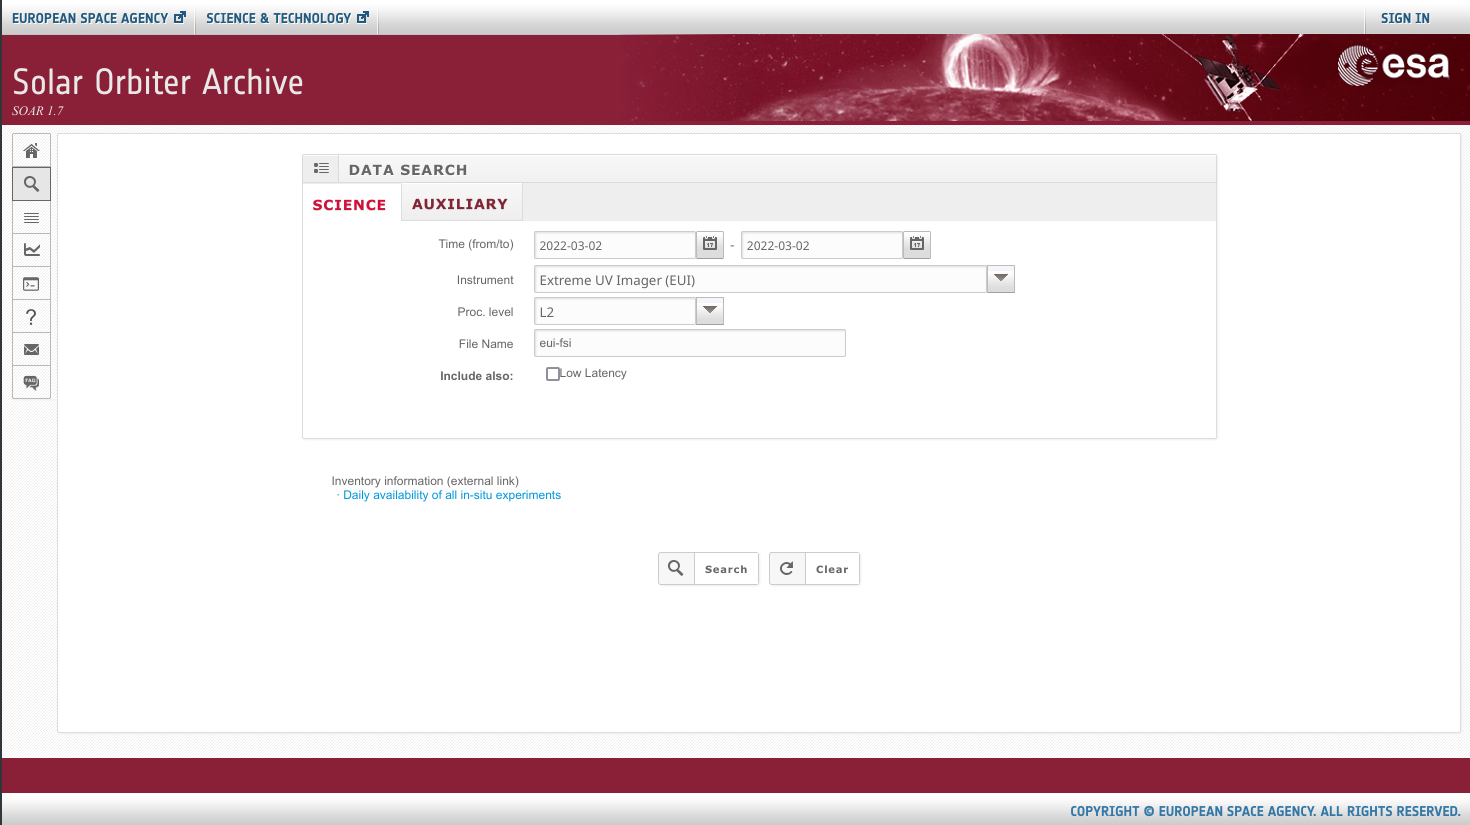 EUROPEAN SPACE AGENCY SCIENCE & TECHNOLOGY SIGN IN
Solar Orbiter Archive
SOAR 1.7
esa
DATA SEARCH
SCIENCE AUXILIARY
Time (from/to) 2022-03-02 17 - 2022-03-02 17
Instrument Extreme UV Imager (EUI)
Proc. level L2
File Name eui-fsi
Include also: Low Latency
?
FAQ
Inventory information (external link)
· Daily availability of all in-situ experiments
Search Clear
COPYRIGHT © EUROPEAN SPACE AGENCY. ALL RIGHTS RESERVED.